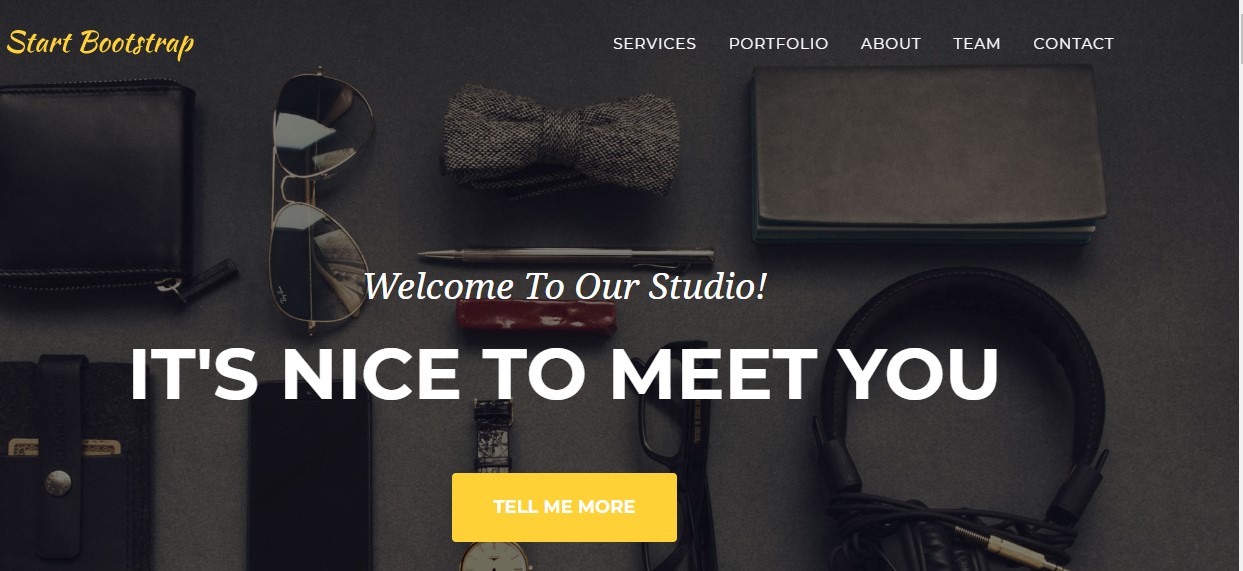 Start Bootstrap
SERVICES PORTFOLIO ABOUT TEAM CONTACT
Welcome To Our Studio!
IT'S NICE TO MEET YOU
TELL ME MORE